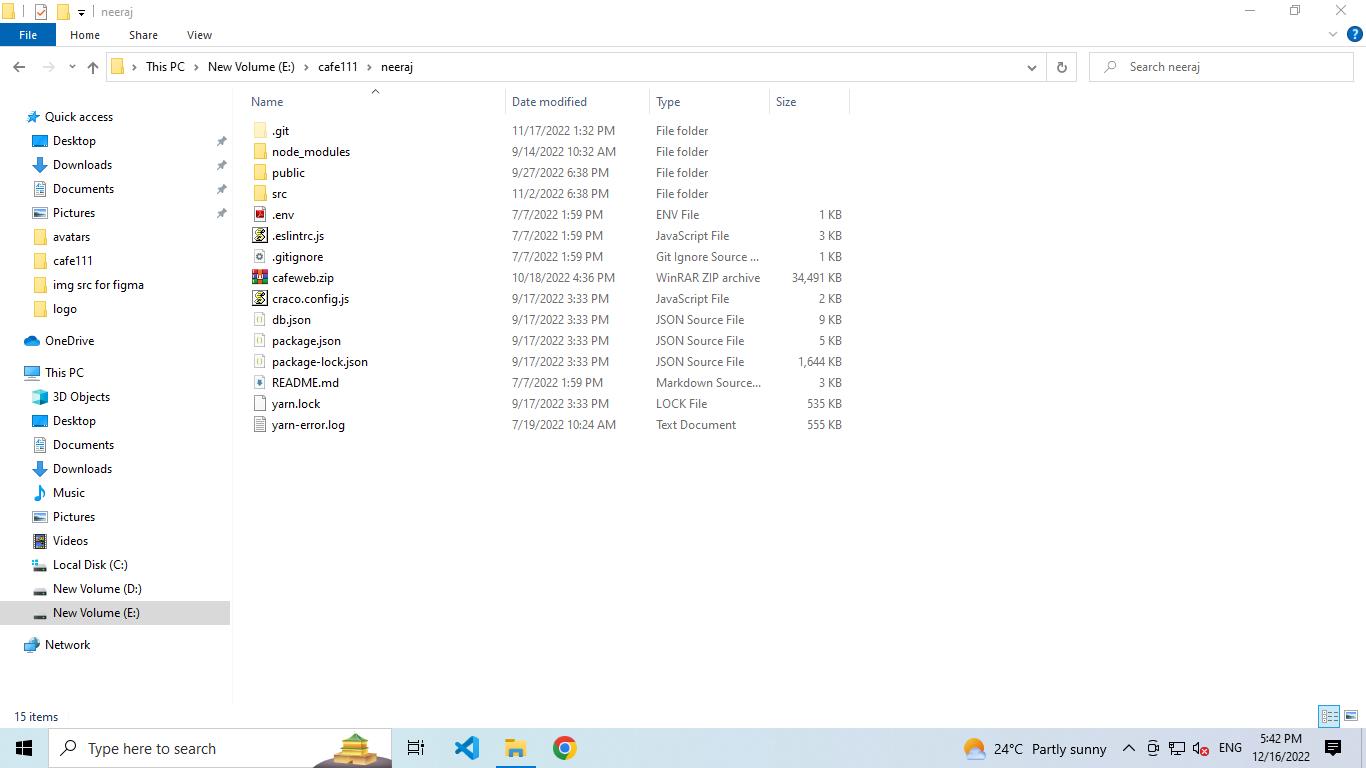 neeraj
File Home Share View
This PC New Volume (E:) cafe111 neeraj
Search neeraj
Quick access
Desktop
Downloads
Documents
Pictures
avatars
cafe111
img src for figma
logo
OneDrive
This PC
3D Objects
Desktop
Documents
Downloads
Music
Pictures
Videos
Local Disk (C:)
New Volume (D:)
New Volume (E:)
Network
Name Date modified Type Size
.git 11/17/2022 1:32 PM File folder
node_modules 9/14/2022 10:32 AM File folder
public 9/27/2022 6:38 PM File folder
src 11/2/2022 6:38 PM File folder
.env 7/7/2022 1:59 PM ENV File 1 KB
.eslintrc.js 7/7/2022 1:59 PM JavaScript File 3 KB
.gitignore 7/7/2022 1:59 PM Git Ignore Source ... 1 KB
cafeweb.zip 10/18/2022 4:36 PM WinRAR ZIP archive 34,491 KB
craco.config.js 9/17/2022 3:33 PM JavaScript File 2 KB
db.json 9/17/2022 3:33 PM JSON Source File 9 KB
package.json 9/17/2022 3:33 PM JSON Source File 5 KB
package-lock.json 9/17/2022 3:33 PM JSON Source File 1,644 KB
README.md 7/7/2022 1:59 PM Markdown Source... 3 KB
yarn.lock 9/17/2022 3:33 PM LOCK File 535 KB
yarn-error.log 7/19/2022 10:24 AM Text Document 555 KB
15 items
Type here to search
24°C Partly sunny
ENG
5:42 PM
12/16/2022